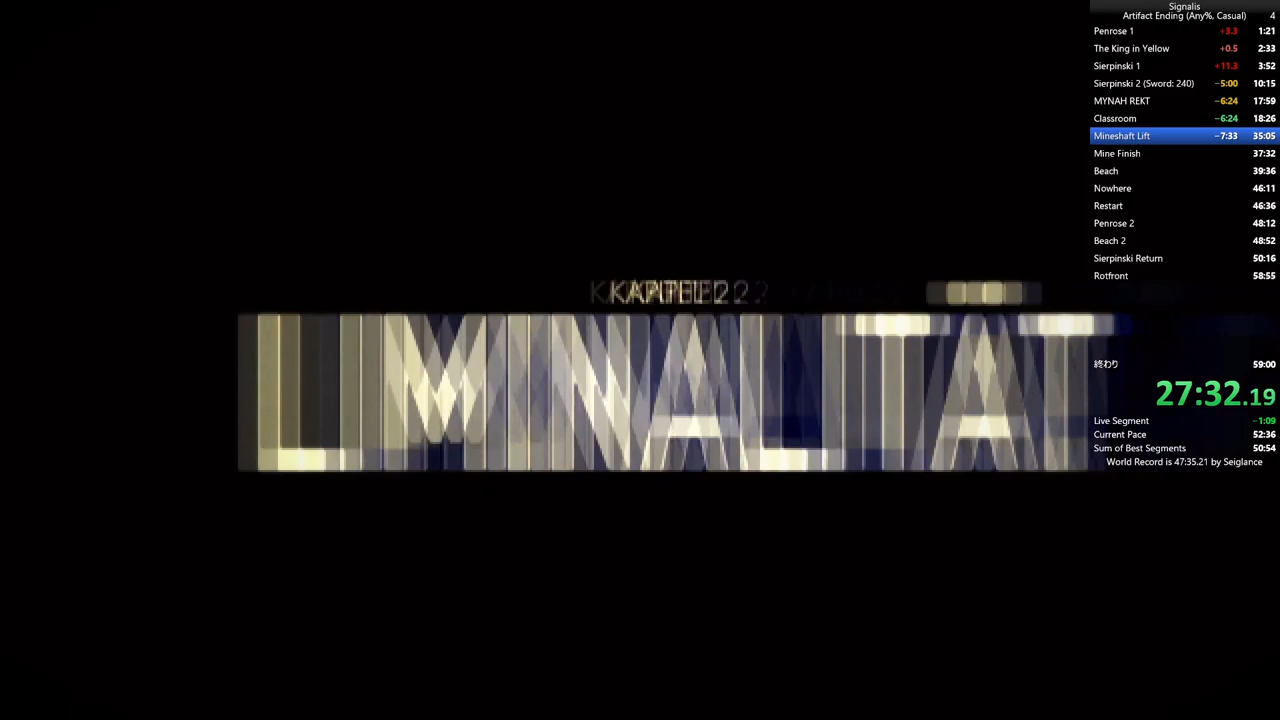 KAPITEL 2
LIMINALITÄT
Signalis
Artifact Ending (Any%, Casual) 4
Penrose 1 +3.3 1:21
The King in Yellow +0.5 2:33
Sierpinski 1 +11.3 3:52
Sierpinski 2 (Sword: 240) −5:00 10:15
MYNAH REKT −6:24 17:59
Classroom −6:24 18:26
Mineshaft Lift −7:33 35:05
Mine Finish 37:32
Beach 39:36
Nowhere 46:11
Restart 46:36
Penrose 2 48:12
Beach 2 48:52
Sierpinski Return 50:16
Rotfront 58:55
終わり 59:00
27:32.19
Live Segment −1:09
Current Pace 52:36
Sum of Best Segments 50:54
World Record is 47:35.21 by Seiglance